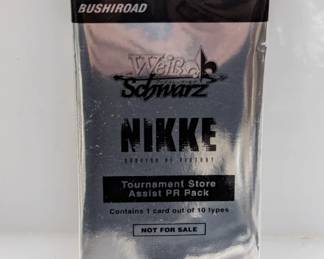 BUSHIROAD
Weiß
Schwarz
NIKKE
GODDESS OF VICTORY
Tournament Store
Assist PR Pack
Contains 1 card out of 10 types
NOT FOR SALE